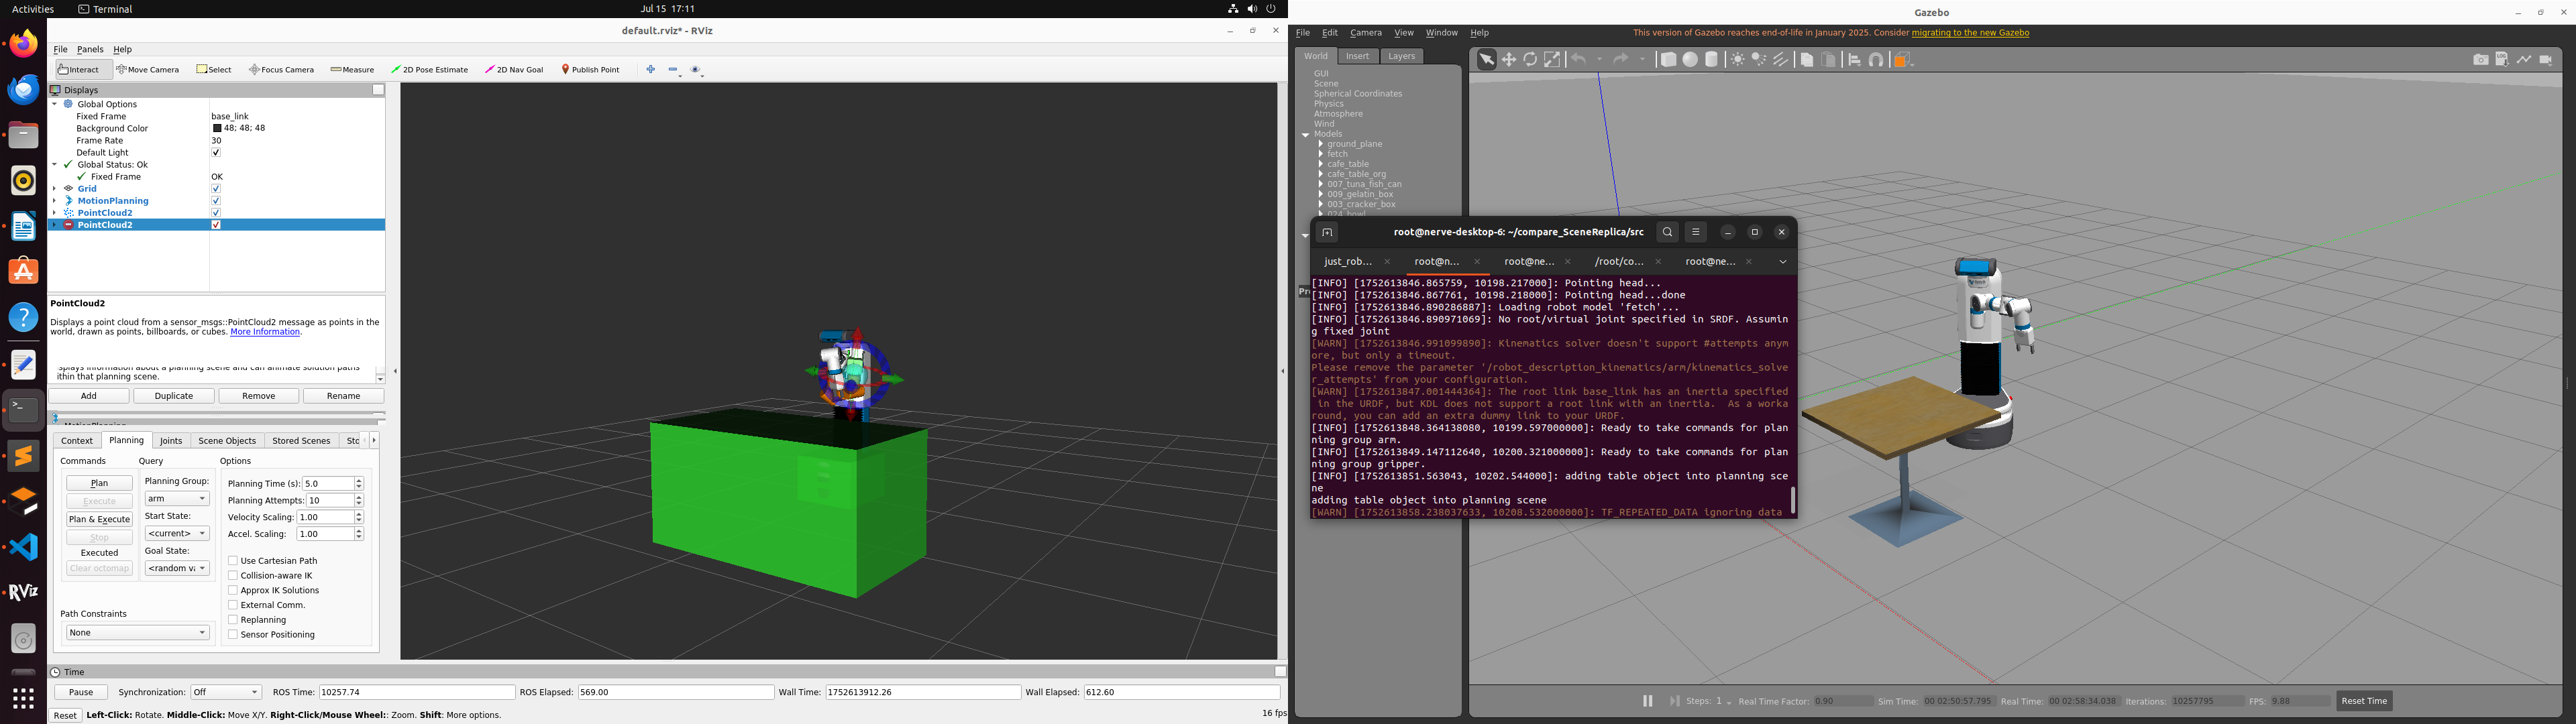 Activities
Terminal
Jul 15 17:11
default.rviz* - RViz
File Panels Help
Interact Move Camera Select Focus Camera Measure 2D Pose Estimate 2D Nav Goal Publish Point
Displays
Global Options
Fixed Frame base_link
Background Color 48; 48; 48
Frame Rate 30
Default Light
Global Status: Ok
Fixed Frame OK
Grid
MotionPlanning
PointCloud2
PointCloud2
PointCloud2
Displays a point cloud from a sensor_msgs::PointCloud2 message as points in the
world, drawn as points, billboards, or cubes. More Information.
ithin that planning scene.
Add Duplicate Remove Rename
Context Planning Joints Scene Objects Stored Scenes Sto
Commands Query Options
Plan
Execute
Plan & Execute
Stop
Executed
Clear octomap
Planning Group:
arm
Start State:
<current>
Goal State:
<random va
Planning Time (s): 5.0
Planning Attempts: 10
Velocity Scaling: 1.00
Accel. Scaling: 1.00
Use Cartesian Path
Collision-aware IK
Approx IK Solutions
External Comm.
Replanning
Sensor Positioning
Path Constraints
None
Time
Pause Synchronization: Off ROS Time: 10257.74 ROS Elapsed: 569.00 Wall Time: 1752613912.26 Wall Elapsed: 612.60
Reset Left-Click: Rotate. Middle-Click: Move X/Y. Right-Click/Mouse Wheel:: Zoom. Shift: More options. 16 fps
RViz
Gazebo
File Edit Camera View Window Help
This version of Gazebo reaches end-of-life in January 2025. Consider migrating to the new Gazebo
World Insert Layers
GUI
Scene
Spherical Coordinates
Physics
Atmosphere
Wind
Models
ground_plane
fetch
cafe_table
cafe_table_org
007_tuna_fish_can
009_gelatin_box
003_cracker_box
024_bowl
root@nerve-desktop-6: ~/compare_SceneReplica/src
just_rob... root@n... root@ne... /root/co... root@ne...
[INFO] [1752613846.865759, 10198.217000]: Pointing head...
[INFO] [1752613846.867761, 10198.218000]: Pointing head...done
[INFO] [1752613846.890286887]: Loading robot model 'fetch'...
[INFO] [1752613846.890971069]: No root/virtual joint specified in SRDF. Assumin
g fixed joint
[WARN] [1752613846.991099890]: Kinematics solver doesn't support #attempts anym
ore, but only a timeout.
Please remove the parameter '/robot_description_kinematics/arm/kinematics_solve
r_attempts' from your configuration.
[WARN] [1752613847.001444364]: The root link base_link has an inertia specified
in the URDF, but KDL does not support a root link with an inertia. As a worka
round, you can add an extra dummy link to your URDF.
[INFO] [1752613848.364138080, 10199.597000000]: Ready to take commands for plan
ning group arm.
[INFO] [1752613849.147112640, 10200.321000000]: Ready to take commands for plan
ning group gripper.
[INFO] [1752613851.563043, 10202.544000]: adding table object into planning sce
ne
adding table object into planning scene
[WARN] [1752613858.238037633, 10208.532000000]: TF_REPEATED_DATA ignoring data
Steps: 1 Real Time Factor: 0.90 Sim Time: 00 02:50:57.795 Real Time: 00 02:58:34.038 Iterations: 10257795 FPS: 9.88 Reset Time